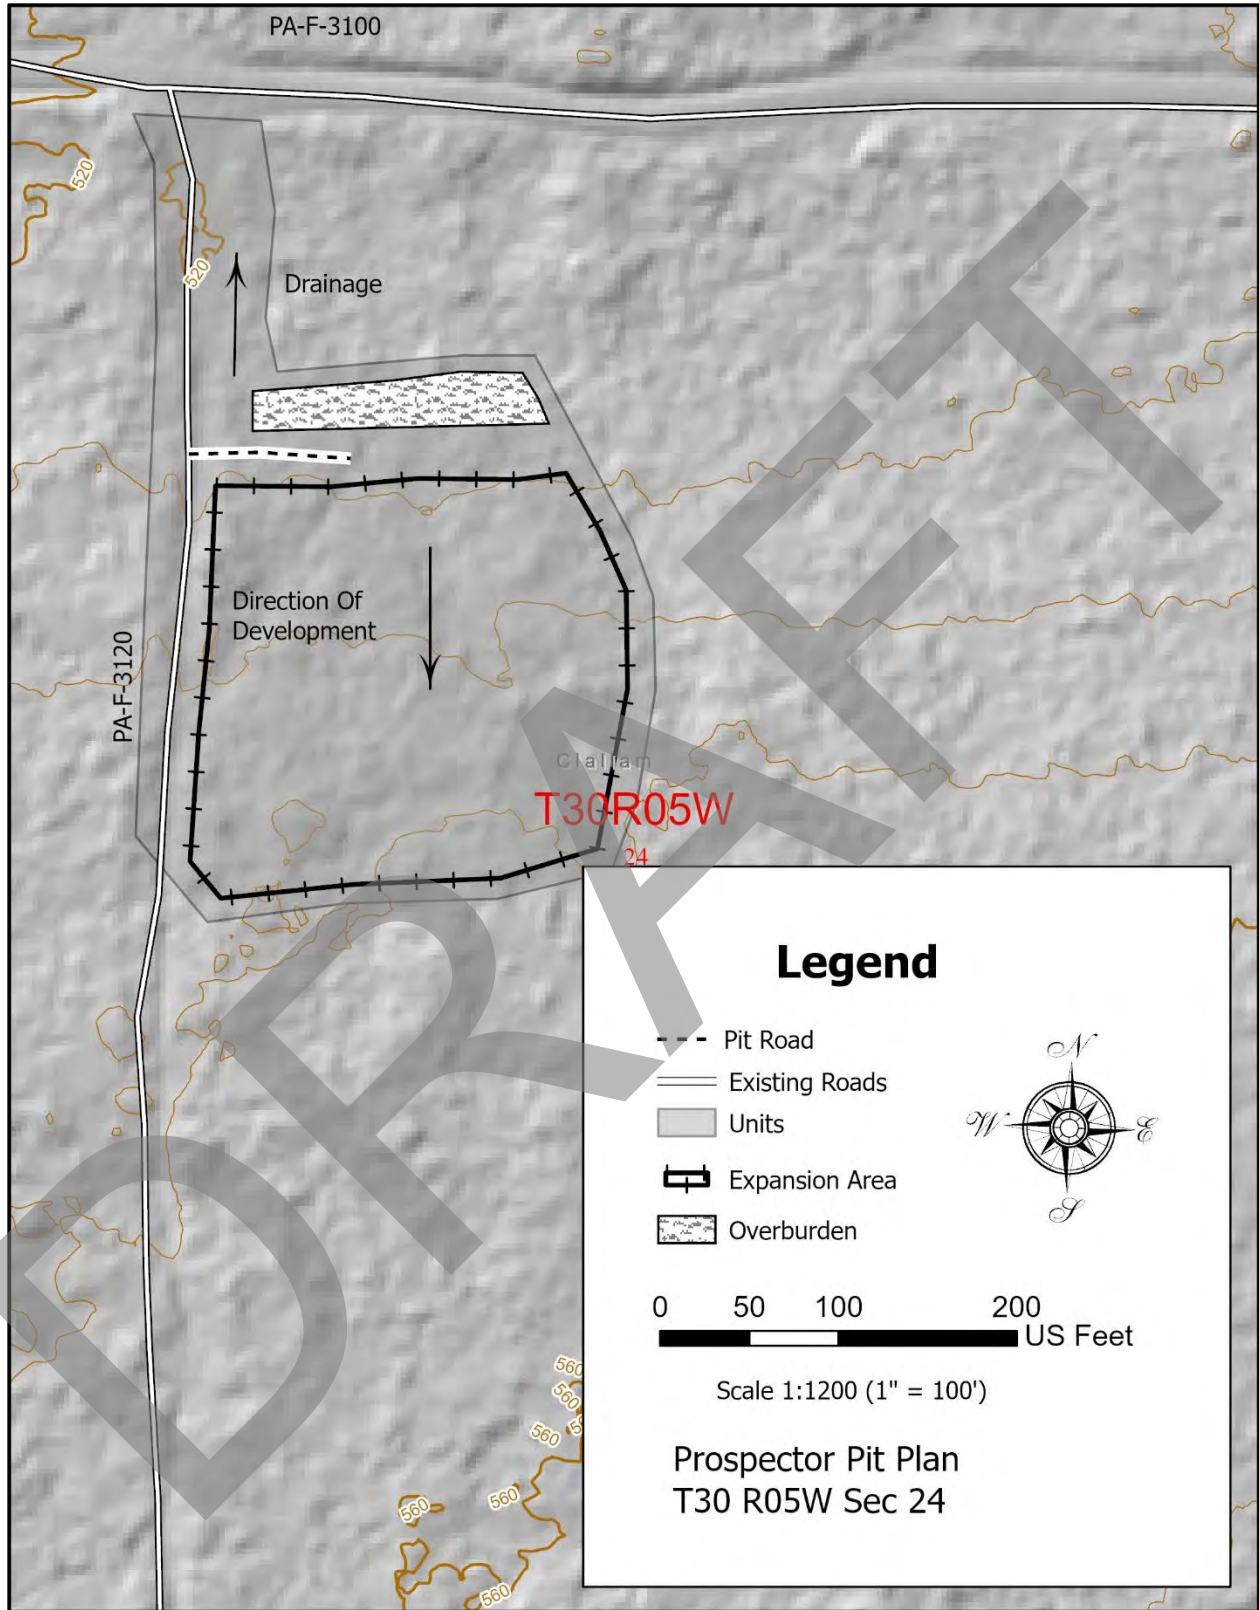 PA-F-3100
520
520
Drainage
Direction Of
Development
PA-F-3120
Clallam
T30R05W
24
DRAFT
Legend
Pit Road
Existing Roads
Units
Expansion Area
Overburden
N
W
E
S
0 50 100 200
US Feet
Scale 1:1200 (1" = 100')
Prospector Pit Plan
T30 R05W Sec 24
560
560
560
560
560
560